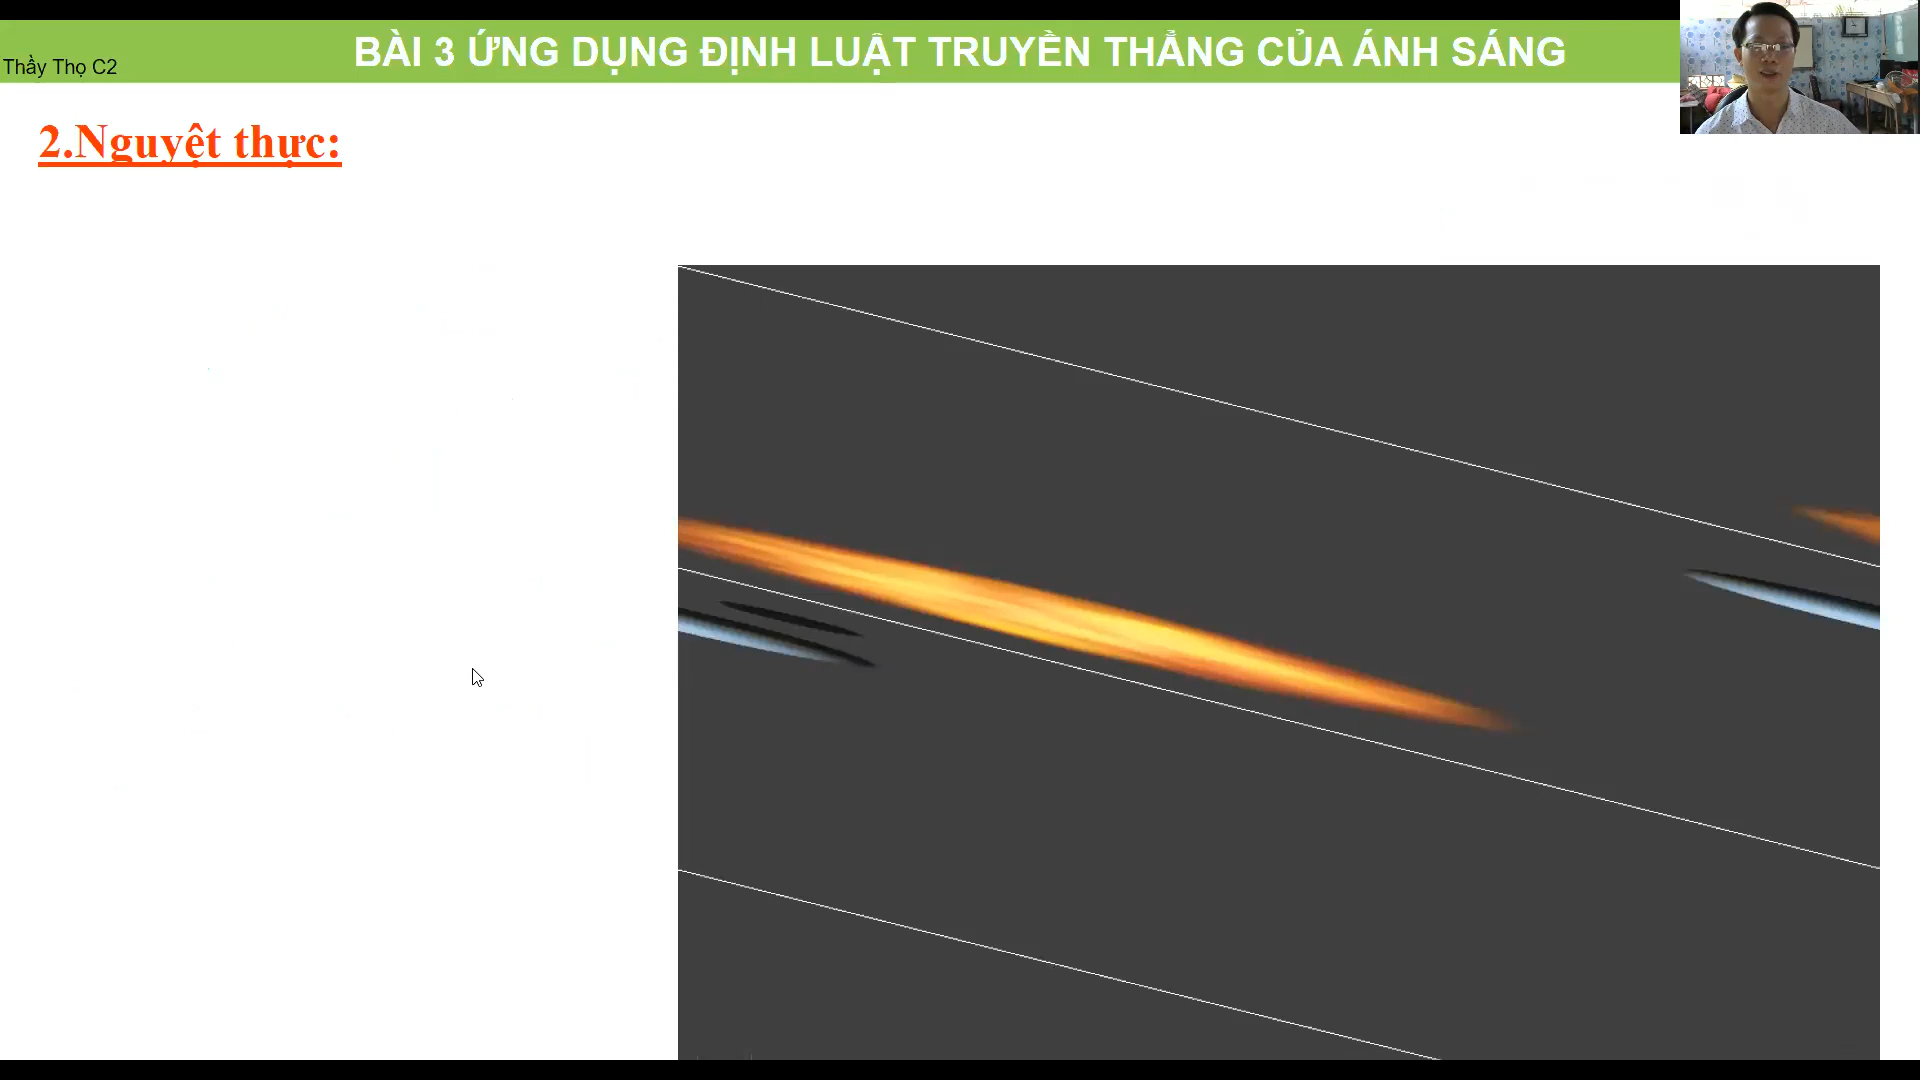 BÀI 3 ỨNG DỤNG ĐỊNH LUẬT TRUYỀN THẲNG CỦA ÁNH SÁNG
Thầy Thọ C2
2.Nguyệt thực: